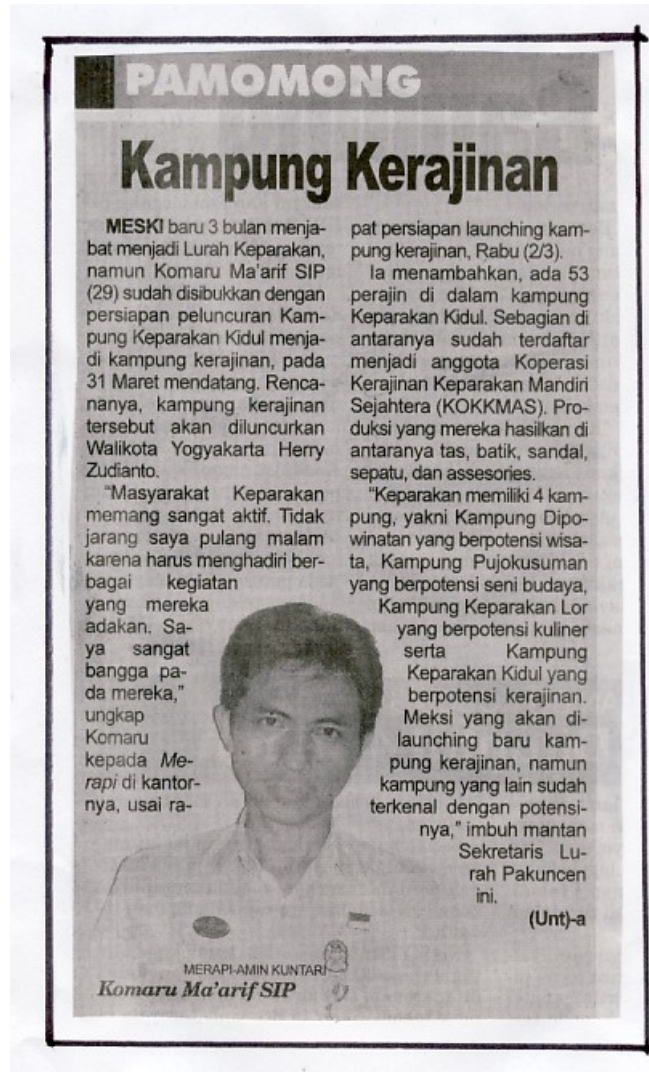 PAMOMONG
Kampung Kerajinan
MESKI baru 3 bulan menja-
bat menjadi Lurah Keparakan,
namun Komaru Ma'arif SIP
(29) sudah disibukkan dengan
persiapan peluncuran Kam-
pung Keparakan Kidul menja-
di kampung kerajinan, pada
31 Maret mendatang. Renca-
nanya, kampung kerajinan
tersebut akan diluncurkan
Walikota Yogyakarta Herry
Zudianto.
"Masyarakat Keparakan
memang sangat aktif. Tidak
jarang saya pulang malam
karena harus menghadiri ber-
bagai kegiatan
yang mereka
adakan. Sa-
ya sangat
bangga pa-
da mereka,"
ungkap
Komaru
kepada Me-
rapi di kantor-
nya, usai ra-
pat persiapan launching kam-
pung kerajinan, Rabu (2/3).
Ia menambahkan, ada 53
perajin di dalam kampung
Keparakan Kidul. Sebagian di
antaranya sudah terdaftar
menjadi anggota Koperasi
Kerajinan Keparakan Mandiri
Sejahtera (KOKKMAS). Pro-
duksi yang mereka hasilkan di
antaranya tas, batik, sandal,
sepatu, dan assesories.
"Keparakan memiliki 4 kam-
pung, yakni Kampung Dipo-
winatan yang berpotensi wisa-
ta, Kampung Pujokusuman
yang berpotensi seni budaya,
Kampung Keparakan Lor
yang berpotensi kuliner
serta Kampung
Keparakan Kidul yang
berpotensi kerajinan.
Meksi yang akan di-
launching baru kam-
pung kerajinan, namun
kampung yang lain sudah
terkenal dengan potensi-
nya," imbuh mantan
Sekretaris Lu-
rah Pakuncen
ini.
(Unt)-a
MERAPI-AMIN KUNTARI
Komaru Ma'arif SIP